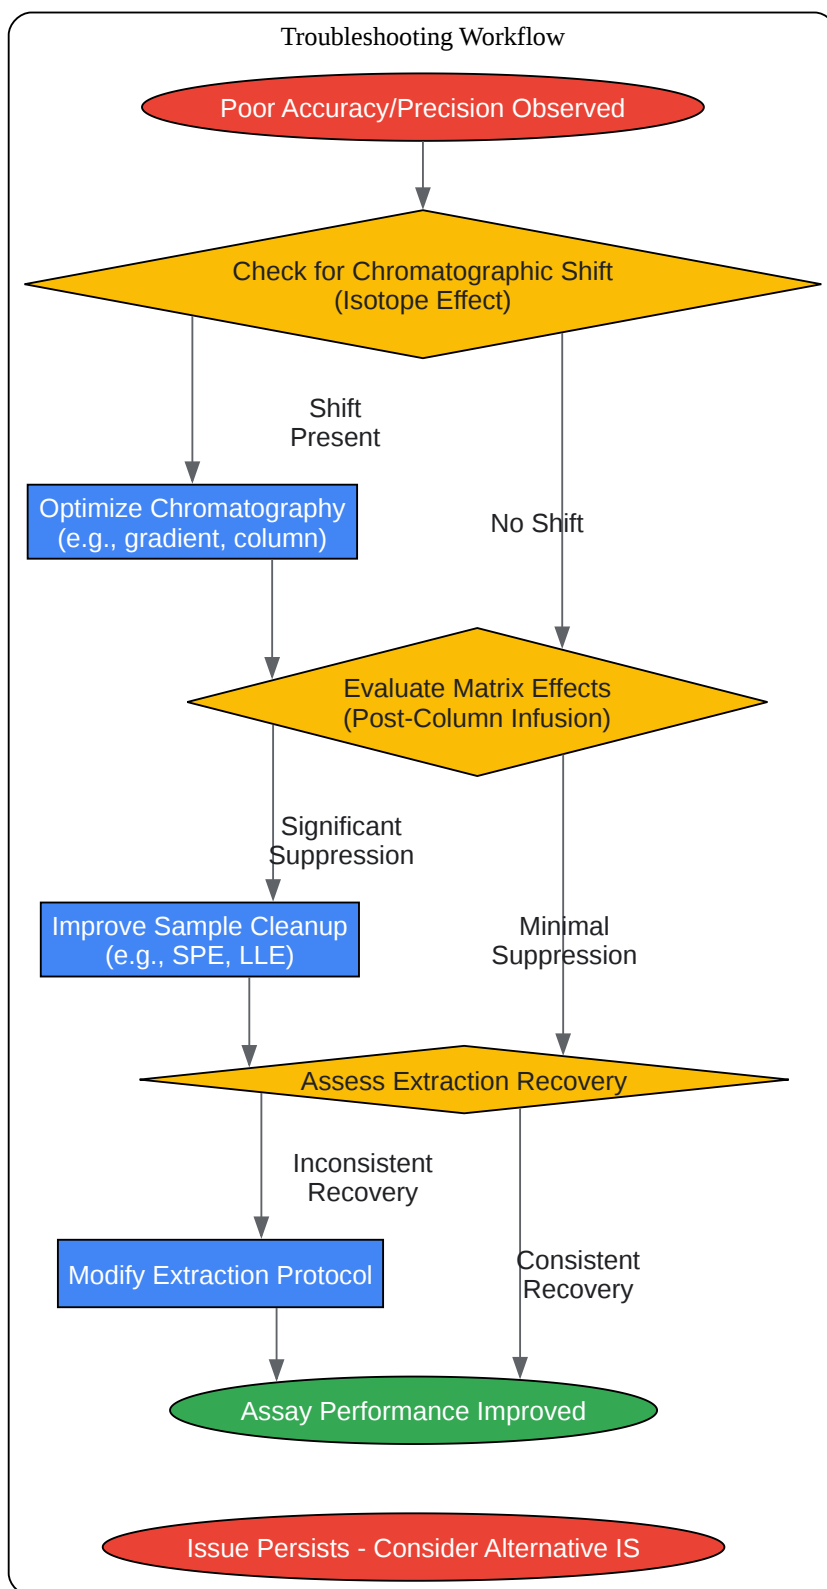 Troubleshooting Workflow
Poor Accuracy/Precision Observed
Check for Chromatographic Shift
(Isotope Effect)
Shift
Present
Optimize Chromatography
(e.g., gradient, column)
No Shift
Evaluate Matrix Effects
(Post-Column Infusion)
Significant
Suppression
Improve Sample Cleanup
(e.g., SPE, LLE)
Minimal
Suppression
Assess Extraction Recovery
Inconsistent
Recovery
Modify Extraction Protocol
Consistent
Recovery
Assay Performance Improved
Issue Persists - Consider Alternative IS